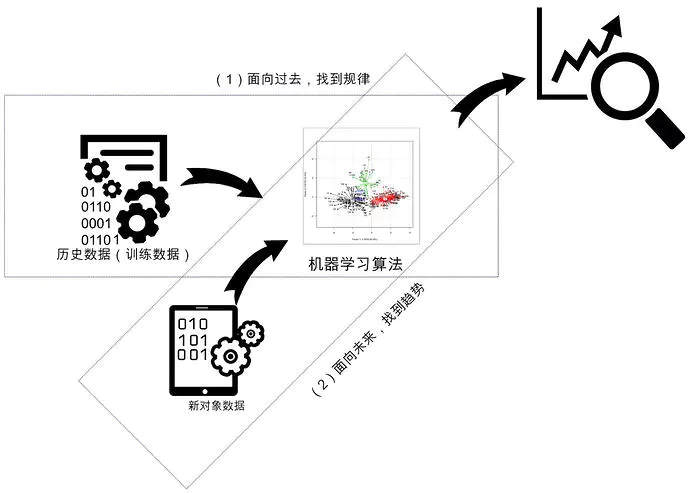 （1）面向过去，找到规律
01
0110
0001
01101
历史数据（训练数据）
机器学习算法
010
101
001
新对象数据
（2）面向未来，找到趋势